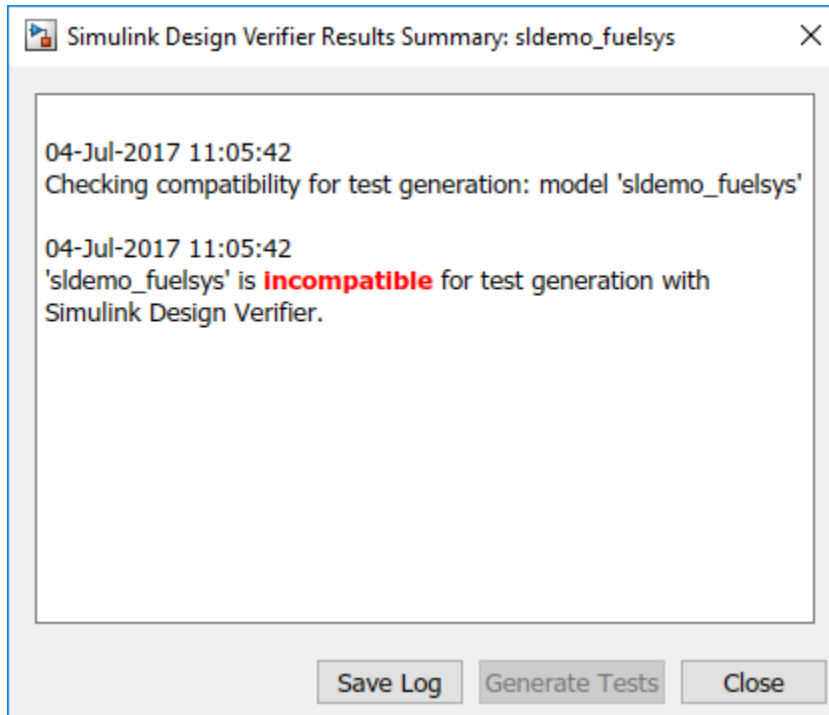 Simulink Design Verifier Results Summary: sldemo_fuelsys
04-Jul-2017 11:05:42
Checking compatibility for test generation: model 'sldemo_fuelsys'
04-Jul-2017 11:05:42
'sldemo_fuelsys' is incompatible for test generation with
Simulink Design Verifier.
Save Log Generate Tests Close